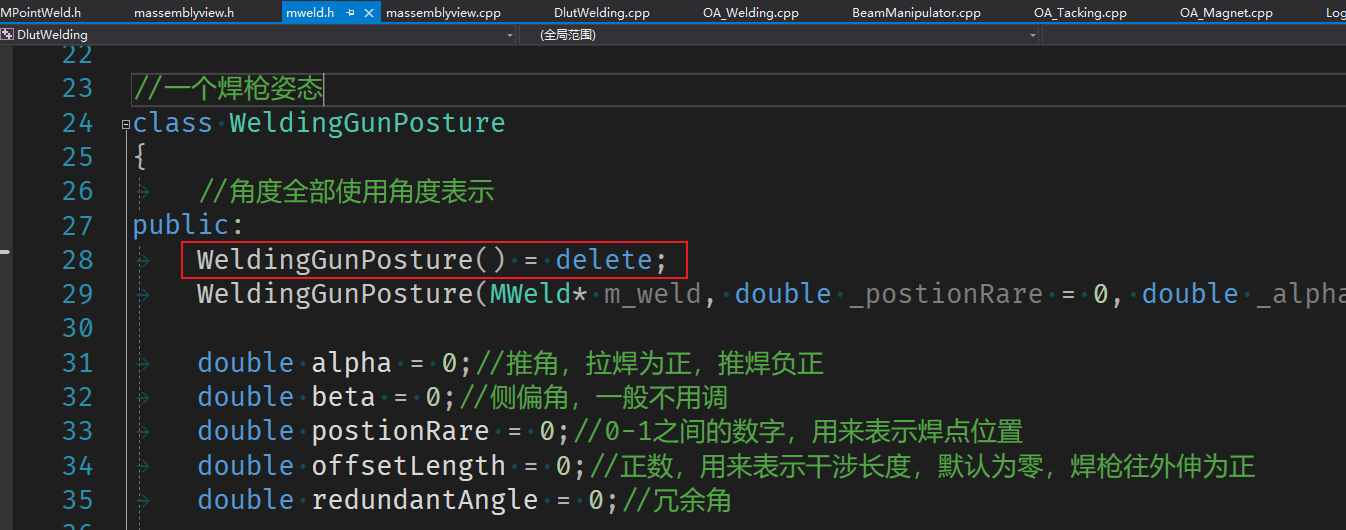 MPointWeld.h massemblyview.h mweld.h massemblyview.cpp DlutWelding.cpp OA_Welding.cpp BeamManipulator.cpp OA_Tacking.cpp OA_Magnet.cpp Log
DlutWelding (全局范围)
22
23 //一个焊枪姿态
24 class WeldingGunPosture
25 {
26 //角度全部使用角度表示
27 public:
28 WeldingGunPosture() = delete;
29 WeldingGunPosture(MWeld* m_weld, double _postionRare = 0, double _alpha
30
31 double alpha = 0;//推角，拉焊为正，推焊负正
32 double beta = 0;//侧偏角，一般不用调
33 double postionRare = 0;//0-1之间的数字，用来表示焊点位置
34 double offsetLength = 0;//正数，用来表示干涉长度，默认为零，焊枪往外伸为正
35 double redundantAngle = 0;//冗余角